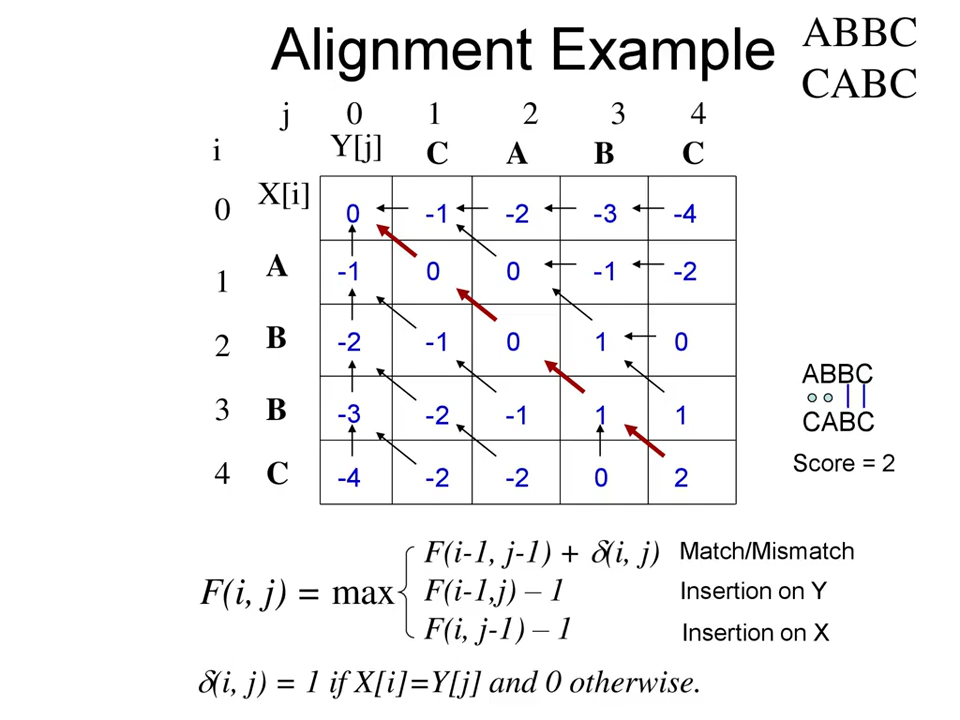 Alignment Example
ABBC
CABC
j 0 1 2 3 4
i Y[j] C A B C
0 X[i] 0 -1 -2 -3 -4
1 A -1 0 0 -1 -2
2 B -2 -1 0 1 0
3 B -3 -2 -1 1 1
4 C -4 -2 -2 0 2
ABBC
CABC
Score = 2
F(i, j) = max
F(i-1, j-1) + δ(i, j) Match/Mismatch
F(i-1,j) – 1 Insertion on Y
F(i, j-1) – 1 Insertion on X
δ(i, j) = 1 if X[i]=Y[j] and 0 otherwise.